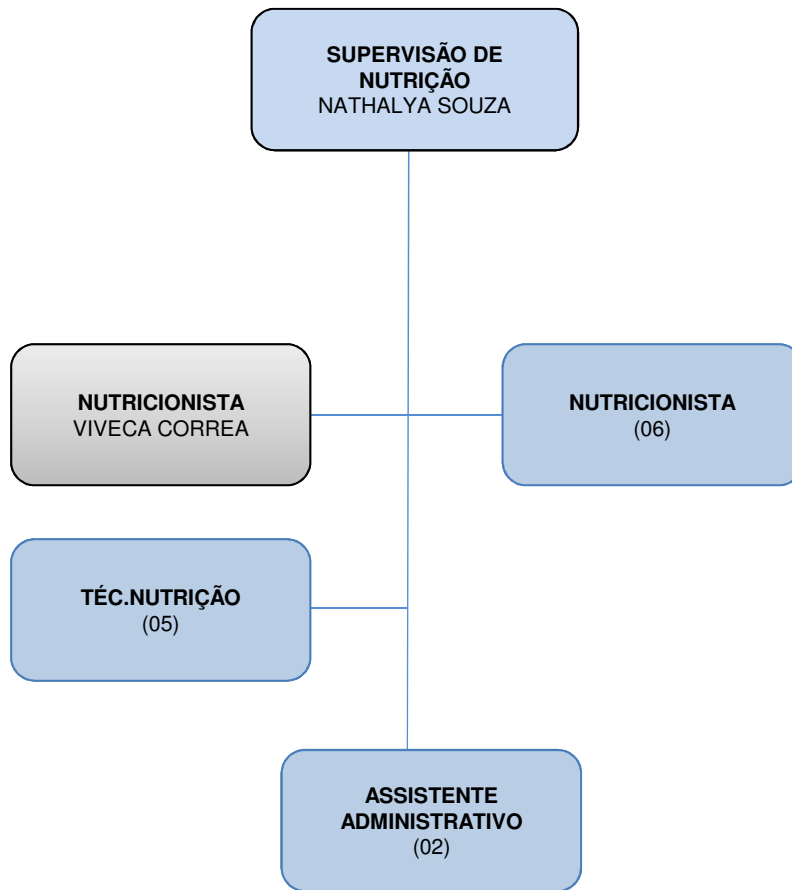 SUPERVISÃO DE
NUTRIÇÃO
NATHALYA SOUZA
NUTRICIONISTA
VIVECA CORREA
NUTRICIONISTA
(06)
TÉC.NUTRIÇÃO
(05)
ASSISTENTE
ADMINISTRATIVO
(02)